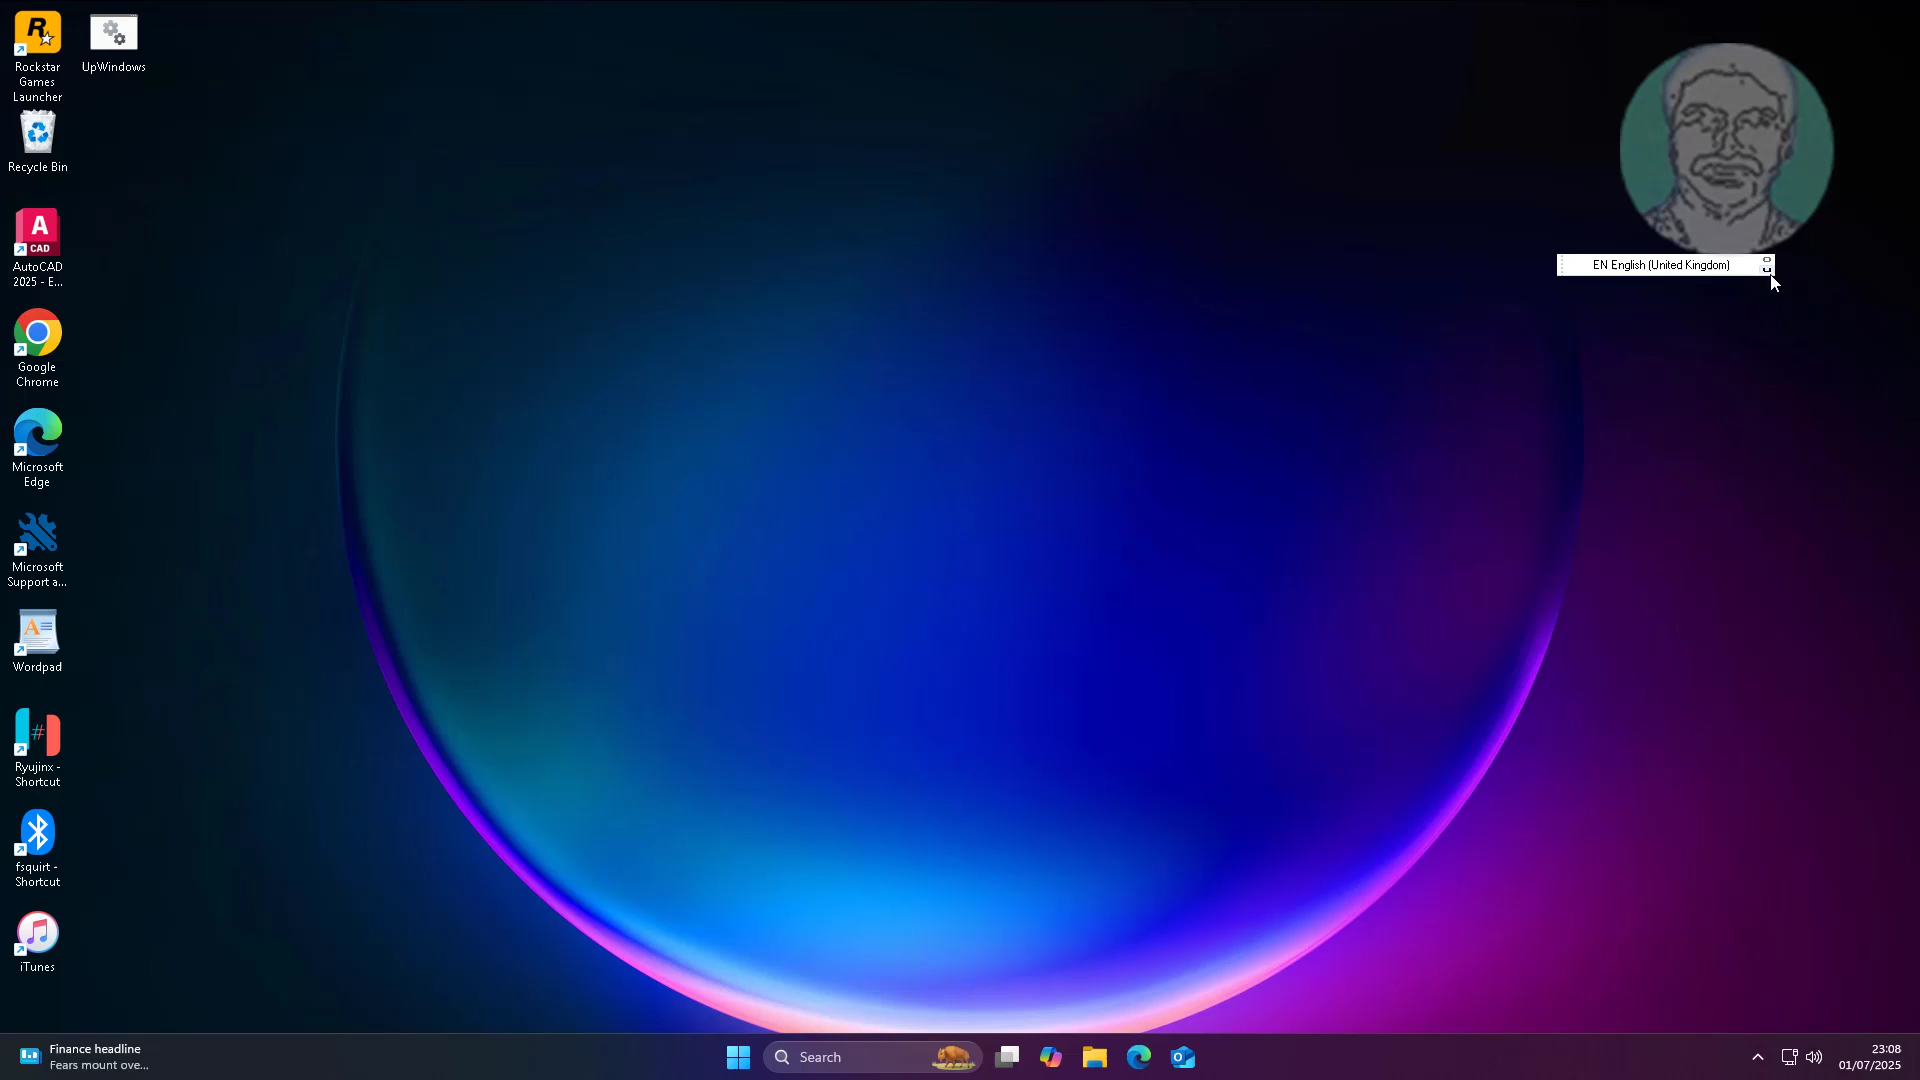 Rockstar
Games
Launcher
UpWindows
Recycle Bin
A
CAD
AutoCAD
2025 - E...
Google
Chrome
Microsoft
Edge
Microsoft
Support a...
Wordpad
Ryujinx -
Shortcut
fsquirt -
Shortcut
iTunes
EN English (United Kingdom)
Finance headline
Fears mount ove...
Search
23:08
01/07/2025